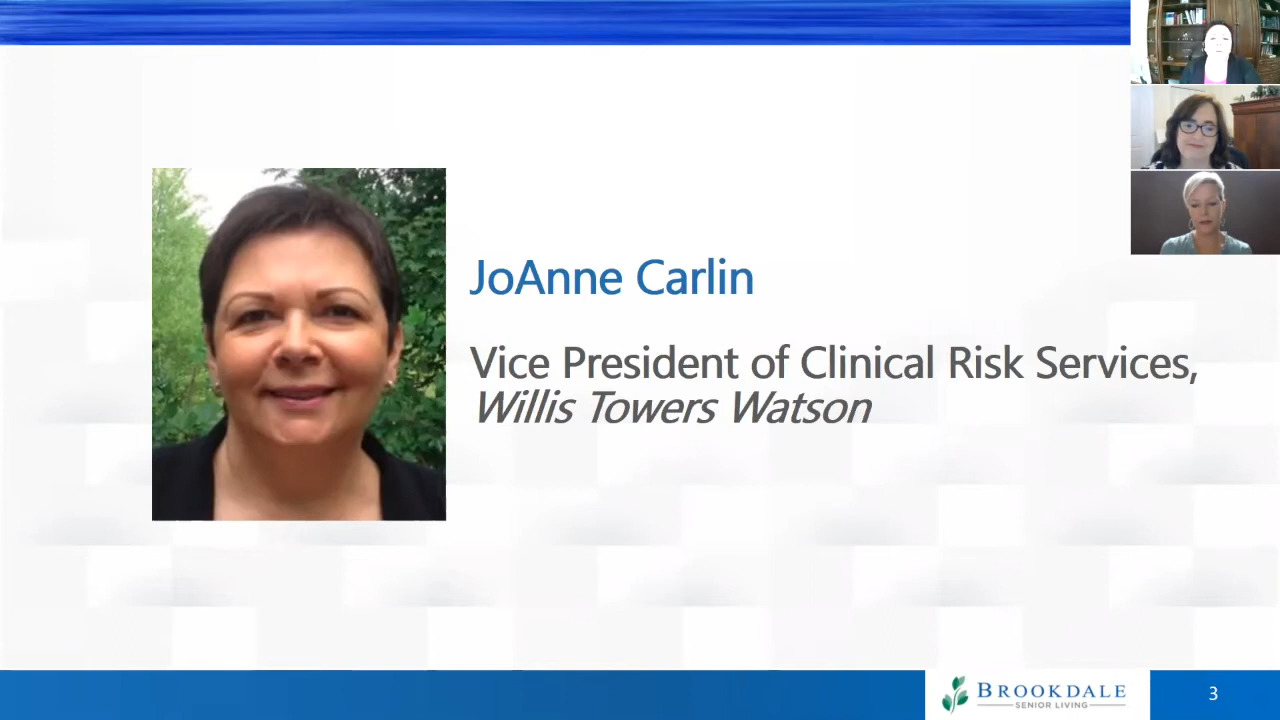 JoAnne Carlin
Vice President of Clinical Risk Services,
Willis Towers Watson
BROOKDALE
SENIOR LIVING
3